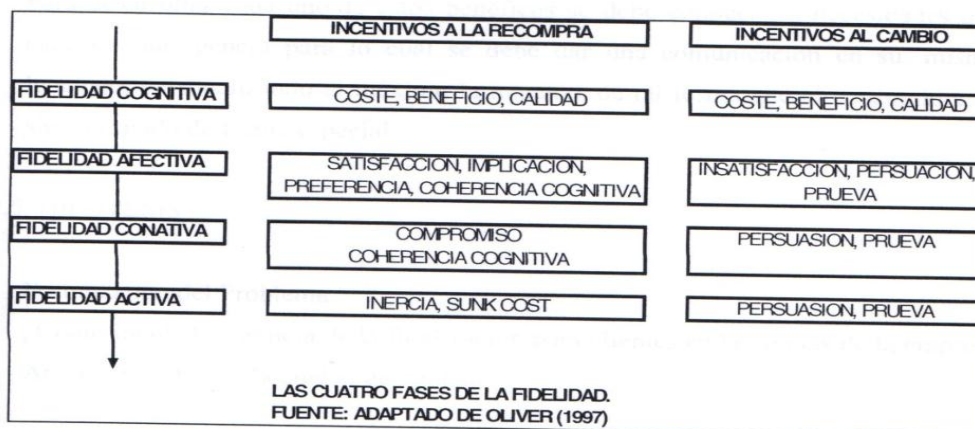 INCENTIVOS A LA RECOMPRA
INCENTIVOS AL CAMBIO
FIDELIDAD COGNITIVA
COSTE, BENEFICIO, CALIDAD
COSTE, BENEFICIO, CALIDAD
FIDELIDAD AFECTIVA
SATISFACCION, IMPLICACION,
PREFERENCIA, COHERENCIA COGNITIVA
INSATISFACCION, PERSUACION,
PRUEVA
FIDELIDAD CONATIVA
COMPROMISO
COHERENCIA COGNITIVA
PERSUASION, PRUEVA
FIDELIDAD ACTIVA
INERCIA, SUNK COST
PERSUASION, PRUEVA
LAS CUATRO FASES DE LA FIDELIDAD.
FUENTE: ADAPTADO DE OLIVER (1997)